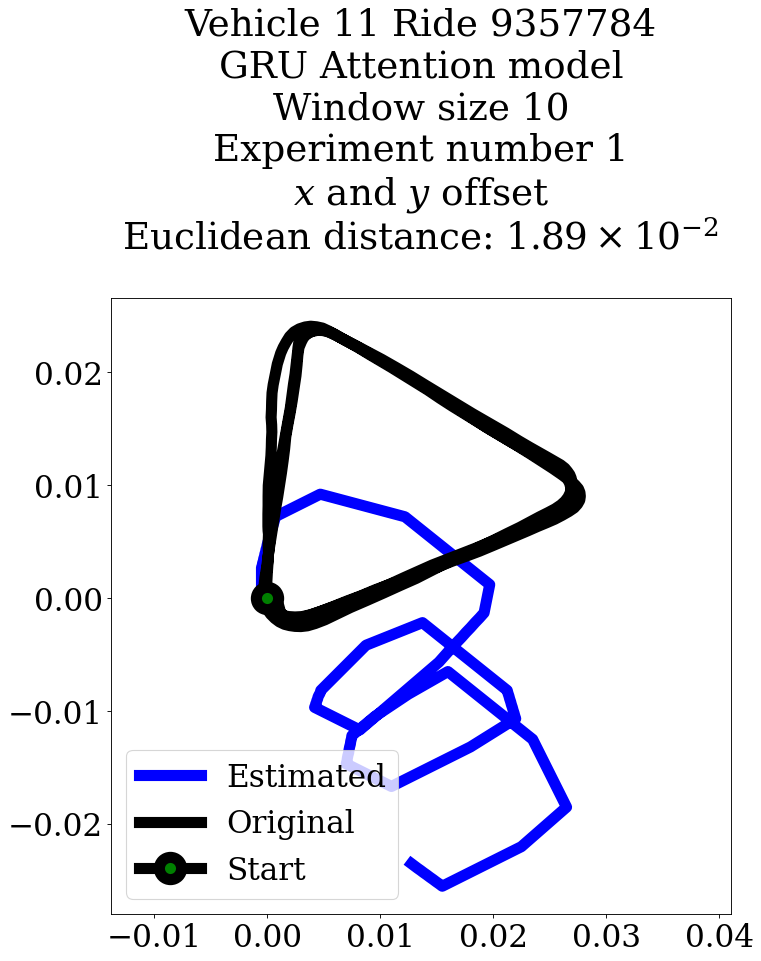 Vehicle 11 Ride 9357784
GRU Attention model
Window size 10
Experiment number 1
x and y offset
Euclidean distance: 1.89 × 10⁻²
0.02
0.01
0.00
−0.01
−0.02
Estimated
Original
Start
−0.01 0.00 0.01 0.02 0.03 0.04